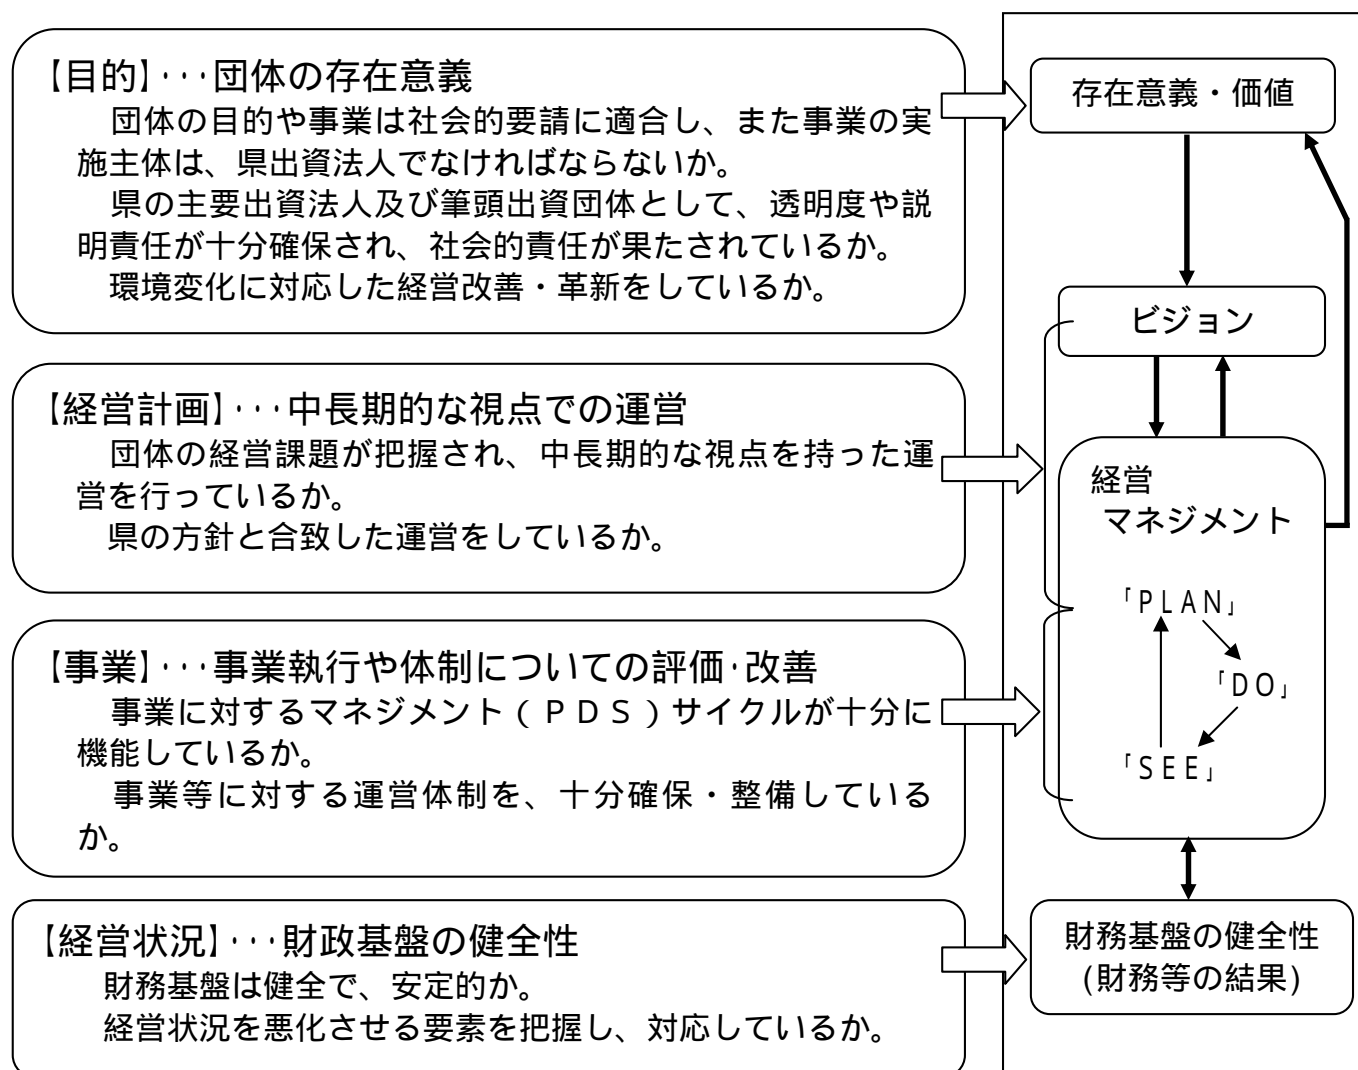 【目的】･･･団体の存在意義
団体の目的や事業は社会的要請に適合し、また事業の実
施主体は、県出資法人でなければならないか。
県の主要出資法人及び筆頭出資団体として、透明度や説
明責任が十分確保され、社会的責任が果たされているか。
環境変化に対応した経営改善・革新をしているか。
【経営計画】･･･中長期的な視点での運営
団体の経営課題が把握され、中長期的な視点を持った運
営を行っているか。
県の方針と合致した運営をしているか。
【事業】･･･事業執行や体制についての評価･改善
事業に対するマネジメント（ＰＤＳ）サイクルが十分に
機能しているか。
事業等に対する運営体制を、十分確保・整備している
か。
【経営状況】･･･財政基盤の健全性
財務基盤は健全で、安定的か。
経営状況を悪化させる要素を把握し、対応しているか。
存在意義・価値
ビジョン
経営
マネジメント
「ＰＬＡＮ」
「ＤＯ」
「ＳＥＥ」
財務基盤の健全性
(財務等の結果)